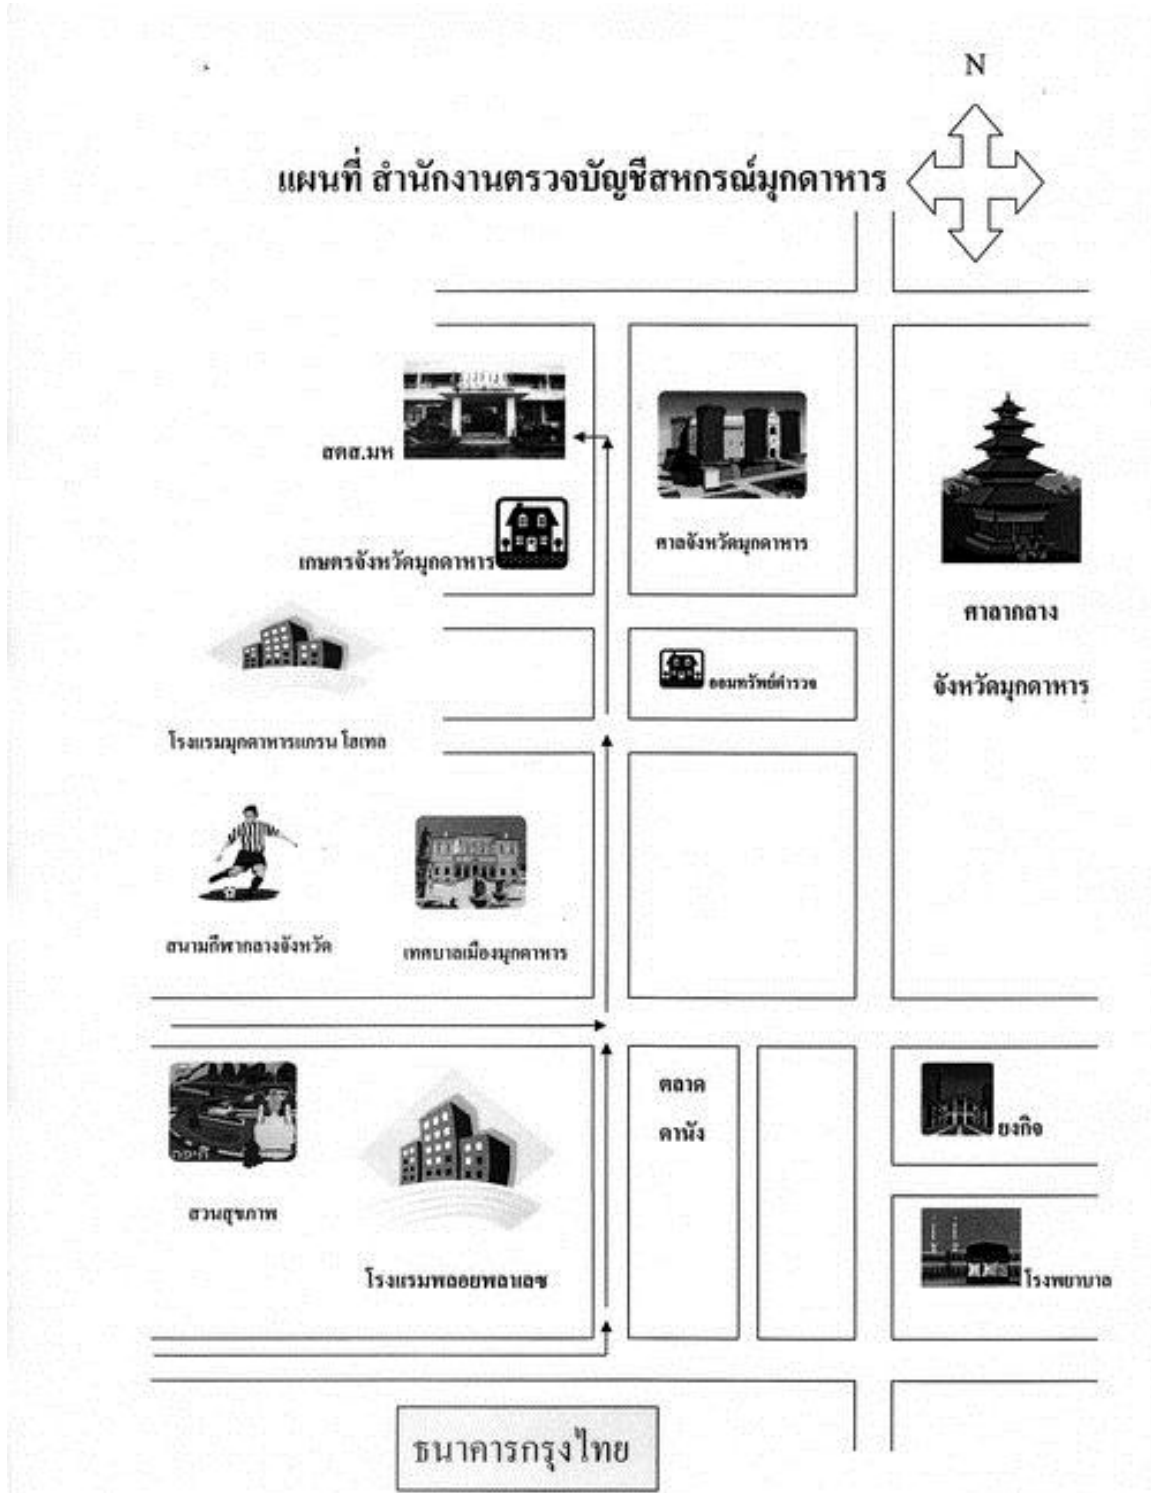 N
แผนที่ สำนักงานตรวจบัญชีสหกรณ์มุกดาหาร
สตส.มห
เกษตรจังหวัดมุกดาหาร
ศาลจังหวัดมุกดาหาร
ศาลากลาง
จังหวัดมุกดาหาร
ออมทรัพย์ตำรวจ
โรงแรมมุกดาหารแกรน โฮเทล
สนามกีฬากลางจังหวัด
เทศบาลเมืองมุกดาหาร
ตลาด
ดานัง
ยงกิจ
สวนสุขภาพ
โรงแรมพลอยพลาเลซ
โรงพยาบาล
ธนาคารกรุงไทย